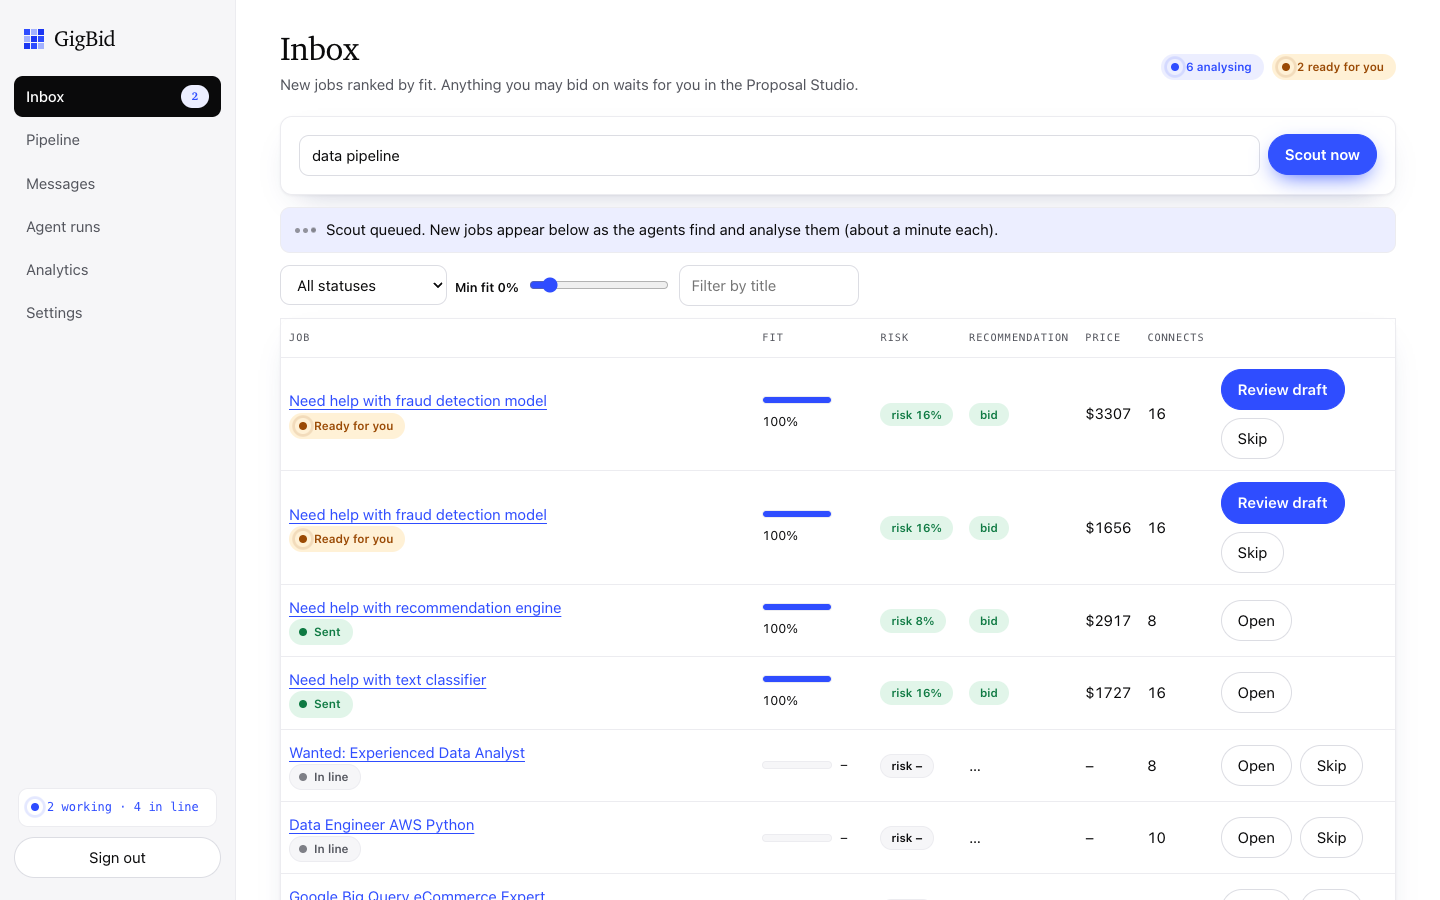 GigBid
Inbox 2
Pipeline
Messages
Agent runs
Analytics
Settings
2 working · 4 in line
Sign out
Inbox
New jobs ranked by fit. Anything you may bid on waits for you in the Proposal Studio.
6 analysing
2 ready for you
data pipeline
Scout now
Scout queued. New jobs appear below as the agents find and analyse them (about a minute each).
All statuses
Min fit 0%
Filter by title
JOB FIT RISK RECOMMENDATION PRICE CONNECTS
Need help with fraud detection model
Ready for you
100%
risk 16%
bid
$3307
16
Review draft
Skip
Need help with fraud detection model
Ready for you
100%
risk 16%
bid
$1656
16
Review draft
Skip
Need help with recommendation engine
Sent
100%
risk 8%
bid
$2917
8
Open
Need help with text classifier
Sent
100%
risk 16%
bid
$1727
16
Open
Wanted: Experienced Data Analyst
In line
–
risk –
...
–
8
Open
Skip
Data Engineer AWS Python
In line
–
risk –
...
–
10
Open
Skip
Google Big Query eCommerce Expert